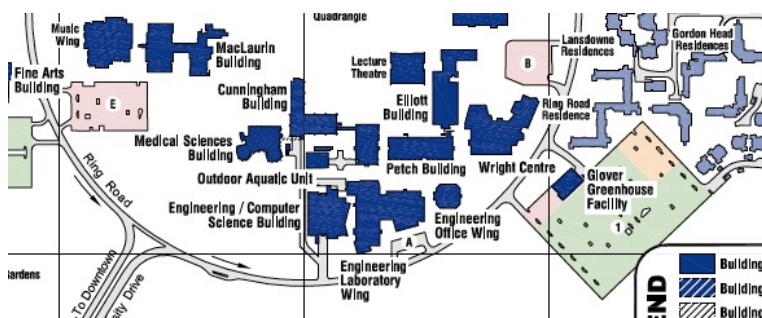 Quadrangle
Music
Wing
MacLaurin
Building
Lecture
Theatre
B
Lansdowne
Residences
Gordon Head
Residences
Fine Arts
Building
E
Cunningham
Building
Elliott
Building
Ring Road
Residence
Medical Sciences
Building
Petch Building
Wright Centre
Glover
Greenhouse
Facility
Outdoor Aquatic Unit
Ring Road
Engineering / Computer
Science Building
Engineering
Office Wing
A
1
Engineering
Laboratory
Wing
Gardens
To Downtown
sity Drive
END
Building
Building
Building